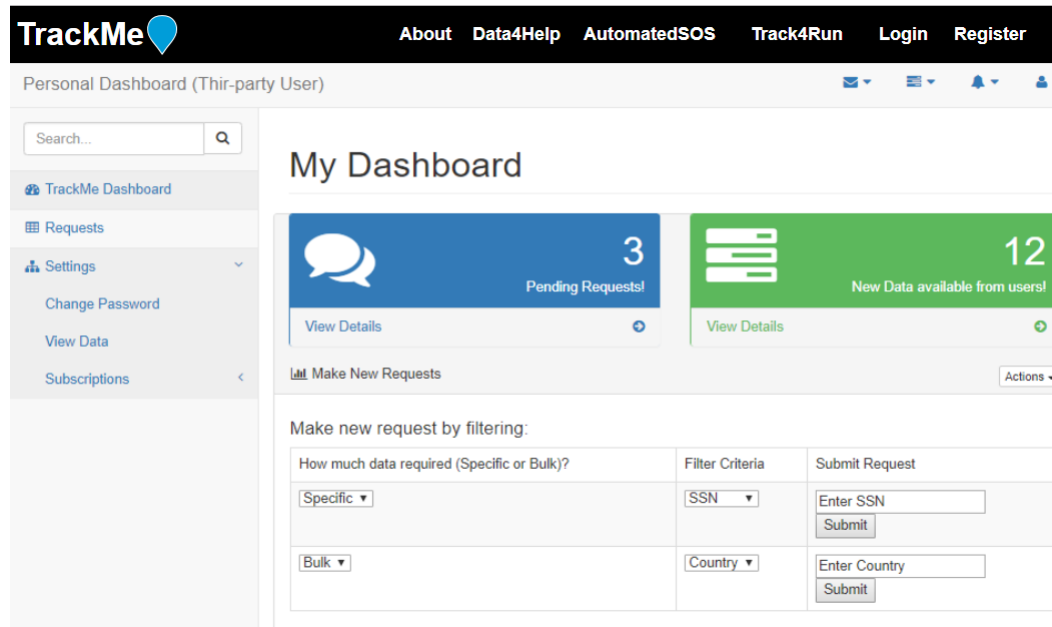 TrackMe
About Data4Help AutomatedSOS Track4Run Login Register
Personal Dashboard (Thir-party User)
Search...
TrackMe Dashboard
Requests
Settings
Change Password
View Data
Subscriptions
My Dashboard
3
Pending Requests!
View Details
12
New Data available from users!
View Details
Make New Requests
Actions
Make new request by filtering:
How much data required (Specific or Bulk)? Filter Criteria Submit Request
Specific SSN Enter SSN
Submit
Bulk Country Enter Country
Submit